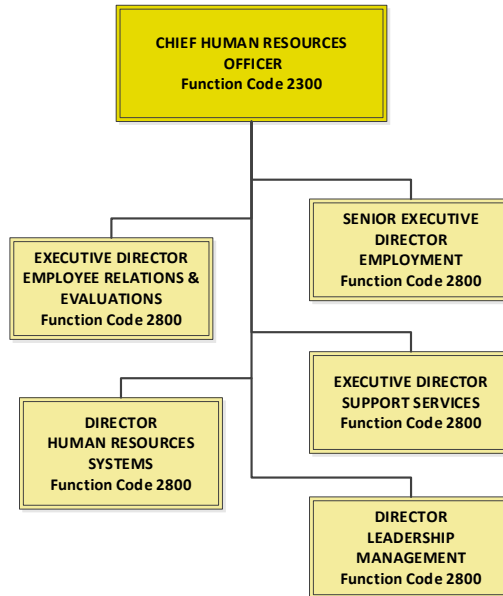 CHIEF HUMAN RESOURCES
OFFICER
Function Code 2300
SENIOR EXECUTIVE
DIRECTOR
EMPLOYMENT
Function Code 2800
EXECUTIVE DIRECTOR
EMPLOYEE RELATIONS &
EVALUATIONS
Function Code 2800
EXECUTIVE DIRECTOR
SUPPORT SERVICES
Function Code 2800
DIRECTOR
HUMAN RESOURCES
SYSTEMS
Function Code 2800
DIRECTOR
LEADERSHIP
MANAGEMENT
Function Code 2800